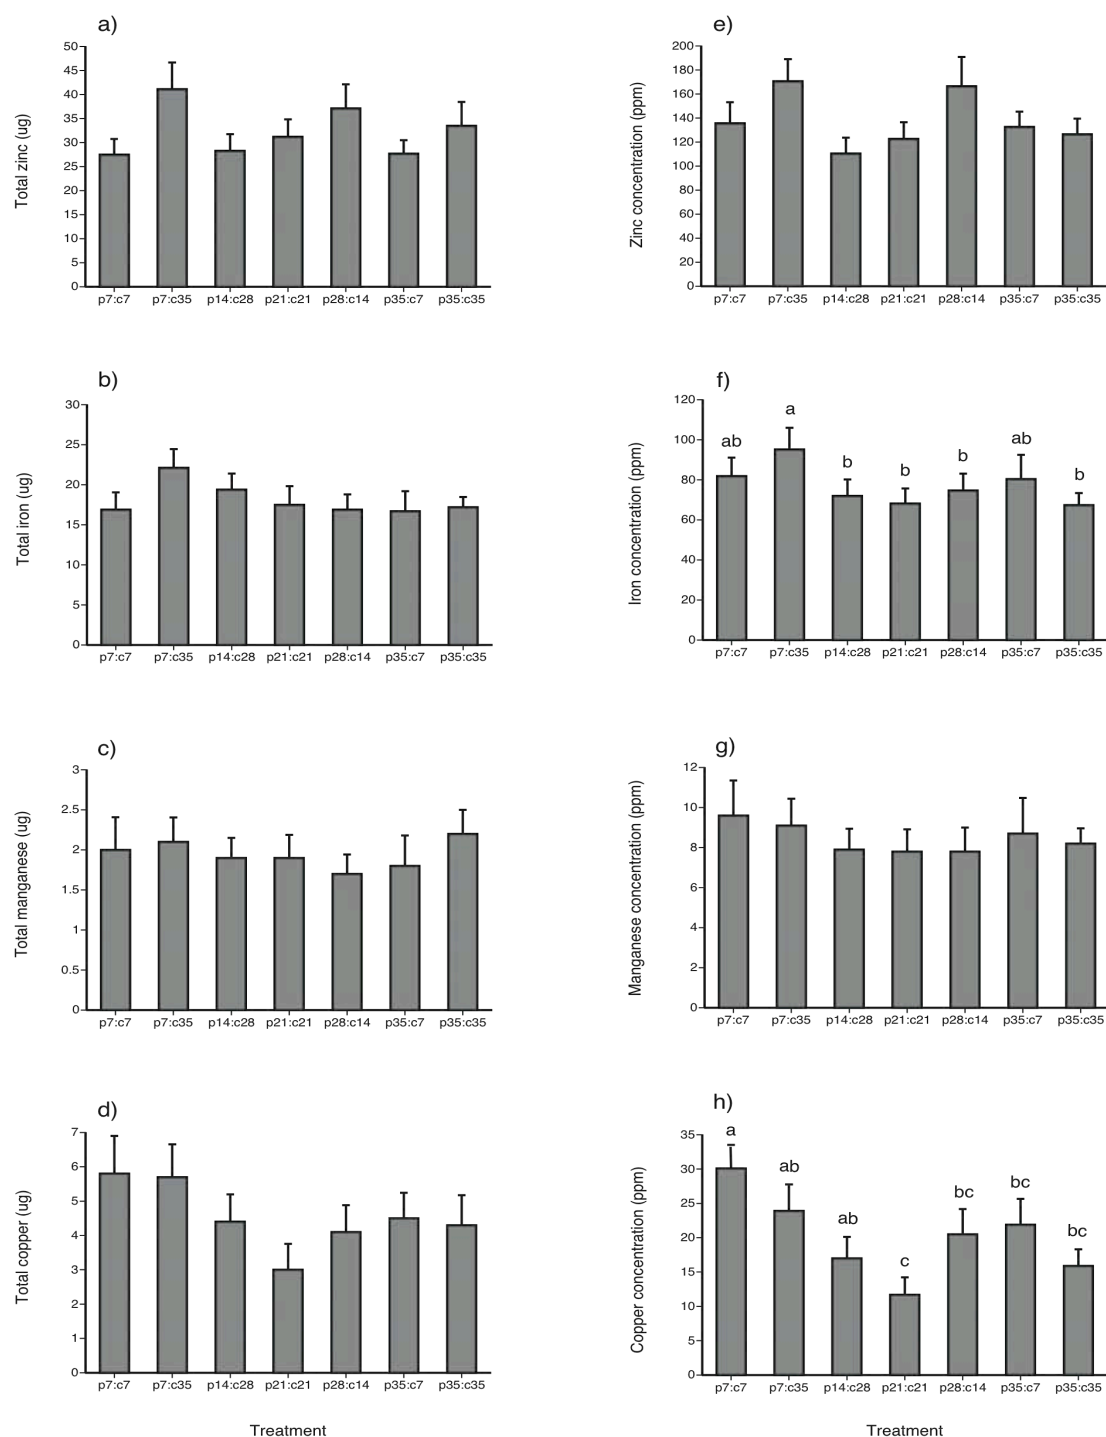 a)
Total zinc (ug)
50
45
40
35
30
25
20
15
10
5
0
p7:c7 p7:c35 p14:c28 p21:c21 p28:c14 p35:c7 p35:c35
e)
Zinc concentration (ppm)
200
180
160
140
120
100
80
60
40
20
0
p7:c7 p7:c35 p14:c28 p21:c21 p28:c14 p35:c7 p35:c35
b)
Total iron (ug)
30
25
20
15
10
5
0
p7:c7 p7:c35 p14:c28 p21:c21 p28:c14 p35:c7 p35:c35
f)
Iron concentration (ppm)
120
100
80
60
40
20
0
ab a b b b ab b
p7:c7 p7:c35 p14:c28 p21:c21 p28:c14 p35:c7 p35:c35
c)
Total manganese (ug)
3
2.5
2
1.5
1
0.5
0
p7:c7 p7:c35 p14:c28 p21:c21 p28:c14 p35:c7 p35:c35
g)
Manganese concentration (ppm)
12
10
8
6
4
2
0
p7:c7 p7:c35 p14:c28 p21:c21 p28:c14 p35:c7 p35:c35
d)
Total copper (ug)
7
6
5
4
3
2
1
0
p7:c7 p7:c35 p14:c28 p21:c21 p28:c14 p35:c7 p35:c35
Treatment
h)
Copper concentration (ppm)
35
30
25
20
15
10
5
0
a ab ab c bc bc bc
p7:c7 p7:c35 p14:c28 p21:c21 p28:c14 p35:c7 p35:c35
Treatment